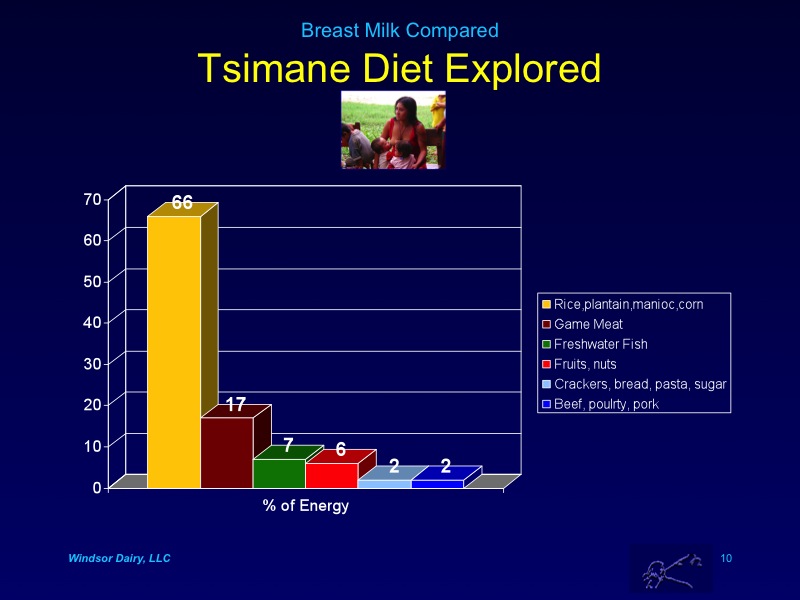 Breast Milk Compared
Tsimane Diet Explored
70
60
50
40
30
20
10
0
66
17
7
6
2
2
% of Energy
Rice,plantain,manioc,corn
Game Meat
Freshwater Fish
Fruits, nuts
Crackers, bread, pasta, sugar
Beef, poulrty, pork
Windsor Dairy, LLC
10